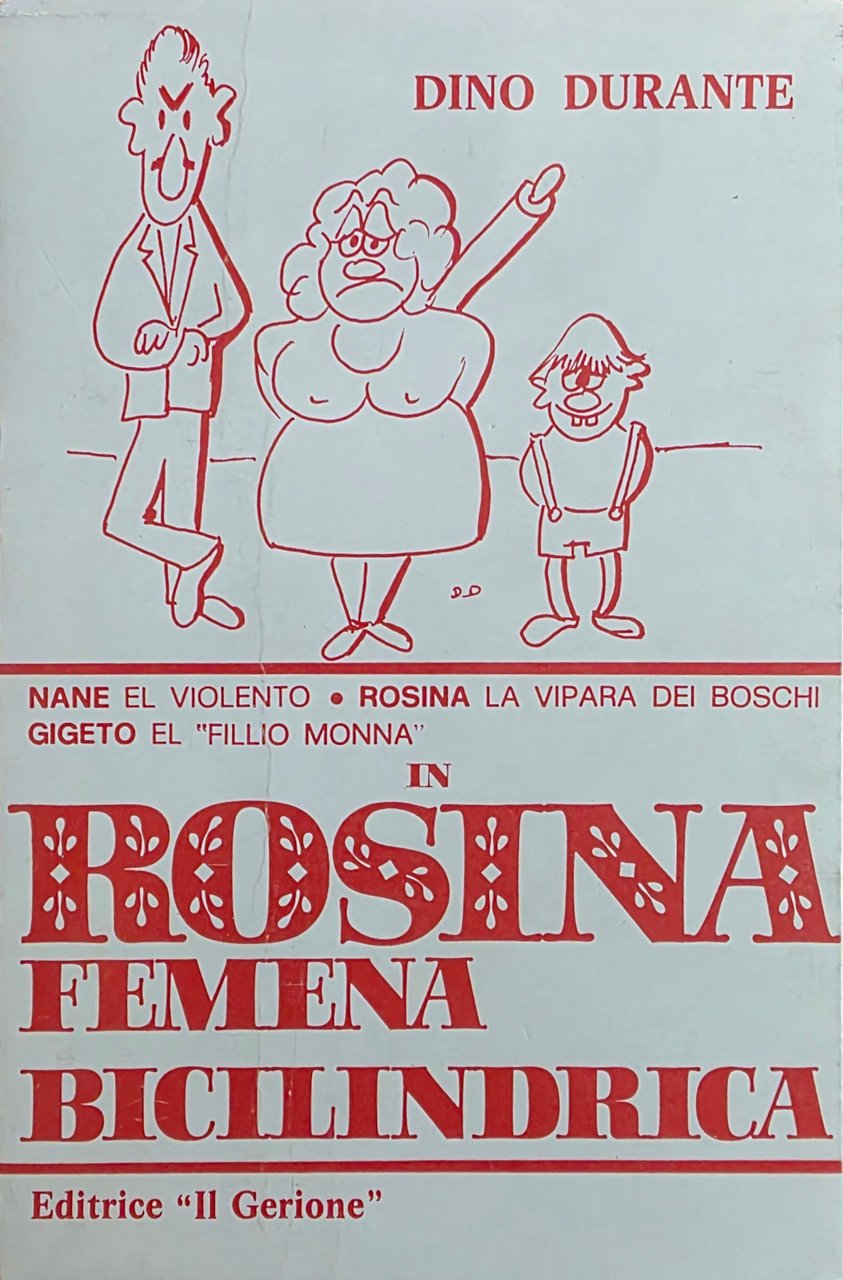 DINO DURANTE
D_D
NANE EL VIOLENTO • ROSINA LA VIPARA DEI BOSCHI
GIGETO EL "FILLIO MONNA"
IN
ROSINA
FEMENA
BICILINDRICA
Editrice “Il Gerione”